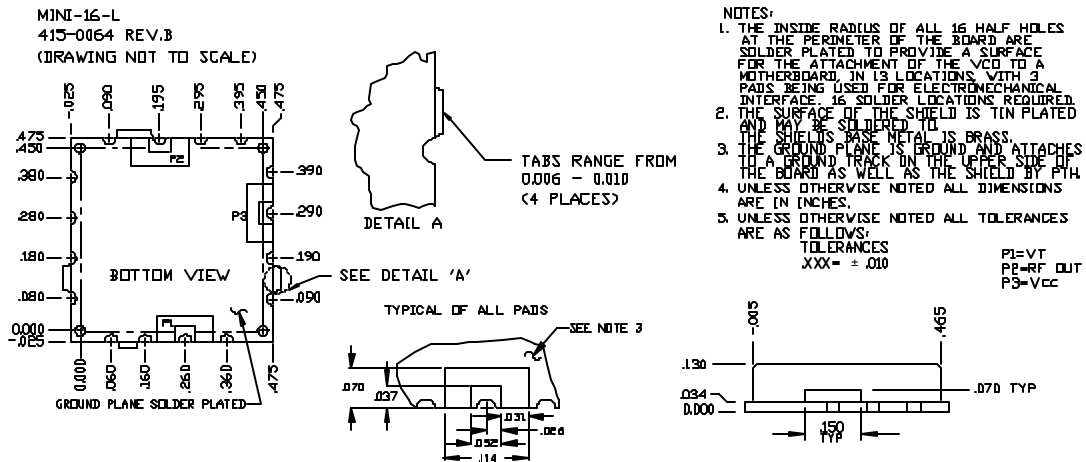 MINI-16-L
415-0064 REV.B
(DRAWING NOT TO SCALE)
-.025
.090
.195
.295
.395
.450
.475
.475
.450
.380
.280
.180
.080
0.000
-.025
P2
.390
P3
.290
.190
.090
BOTTOM VIEW
P1
0.000
.060
.160
.260
.360
.475
GROUND PLANE SOLDER PLATED
SEE DETAIL 'A'
DETAIL A
TABS RANGE FROM
0.006 - 0.010
(4 PLACES)
TYPICAL OF ALL PADS
SEE NOTE 3
.070
.037
.031
.026
.052
.114
NOTES:
1. THE INSIDE RADIUS OF ALL 16 HALF HOLES
AT THE PERIMETER OF THE BOARD ARE
SOLDER PLATED TO PROVIDE A SURFACE
FOR THE ATTACHMENT OF THE VCO TO A
MOTHERBOARD, IN 13 LOCATIONS, WITH 3
PADS BEING USED FOR ELECTROMECHANICAL
INTERFACE. 16 SOLDER LOCATIONS REQUIRED.
2. THE SURFACE OF THE SHIELD IS TIN PLATED
AND MAY BE SOLDERED TO.
THE SHIELDS BASE METAL IS BRASS.
3. THE GROUND PLANE IS GROUND AND ATTACHES
TO A GROUND TRACK ON THE UPPER SIDE OF
THE BOARD AS WELL AS THE SHIELD BY PTH.
4. UNLESS OTHERWISE NOTED ALL DIMENSIONS
ARE IN INCHES.
5. UNLESS OTHERWISE NOTED ALL TOLERANCES
ARE AS FOLLOWS:
TOLERANCES
.XXX= ± .010
P1=VT
P2=RF OUT
P3=Vcc
-.005
.465
.130
.034
0.000
.070 TYP
.150
TYP